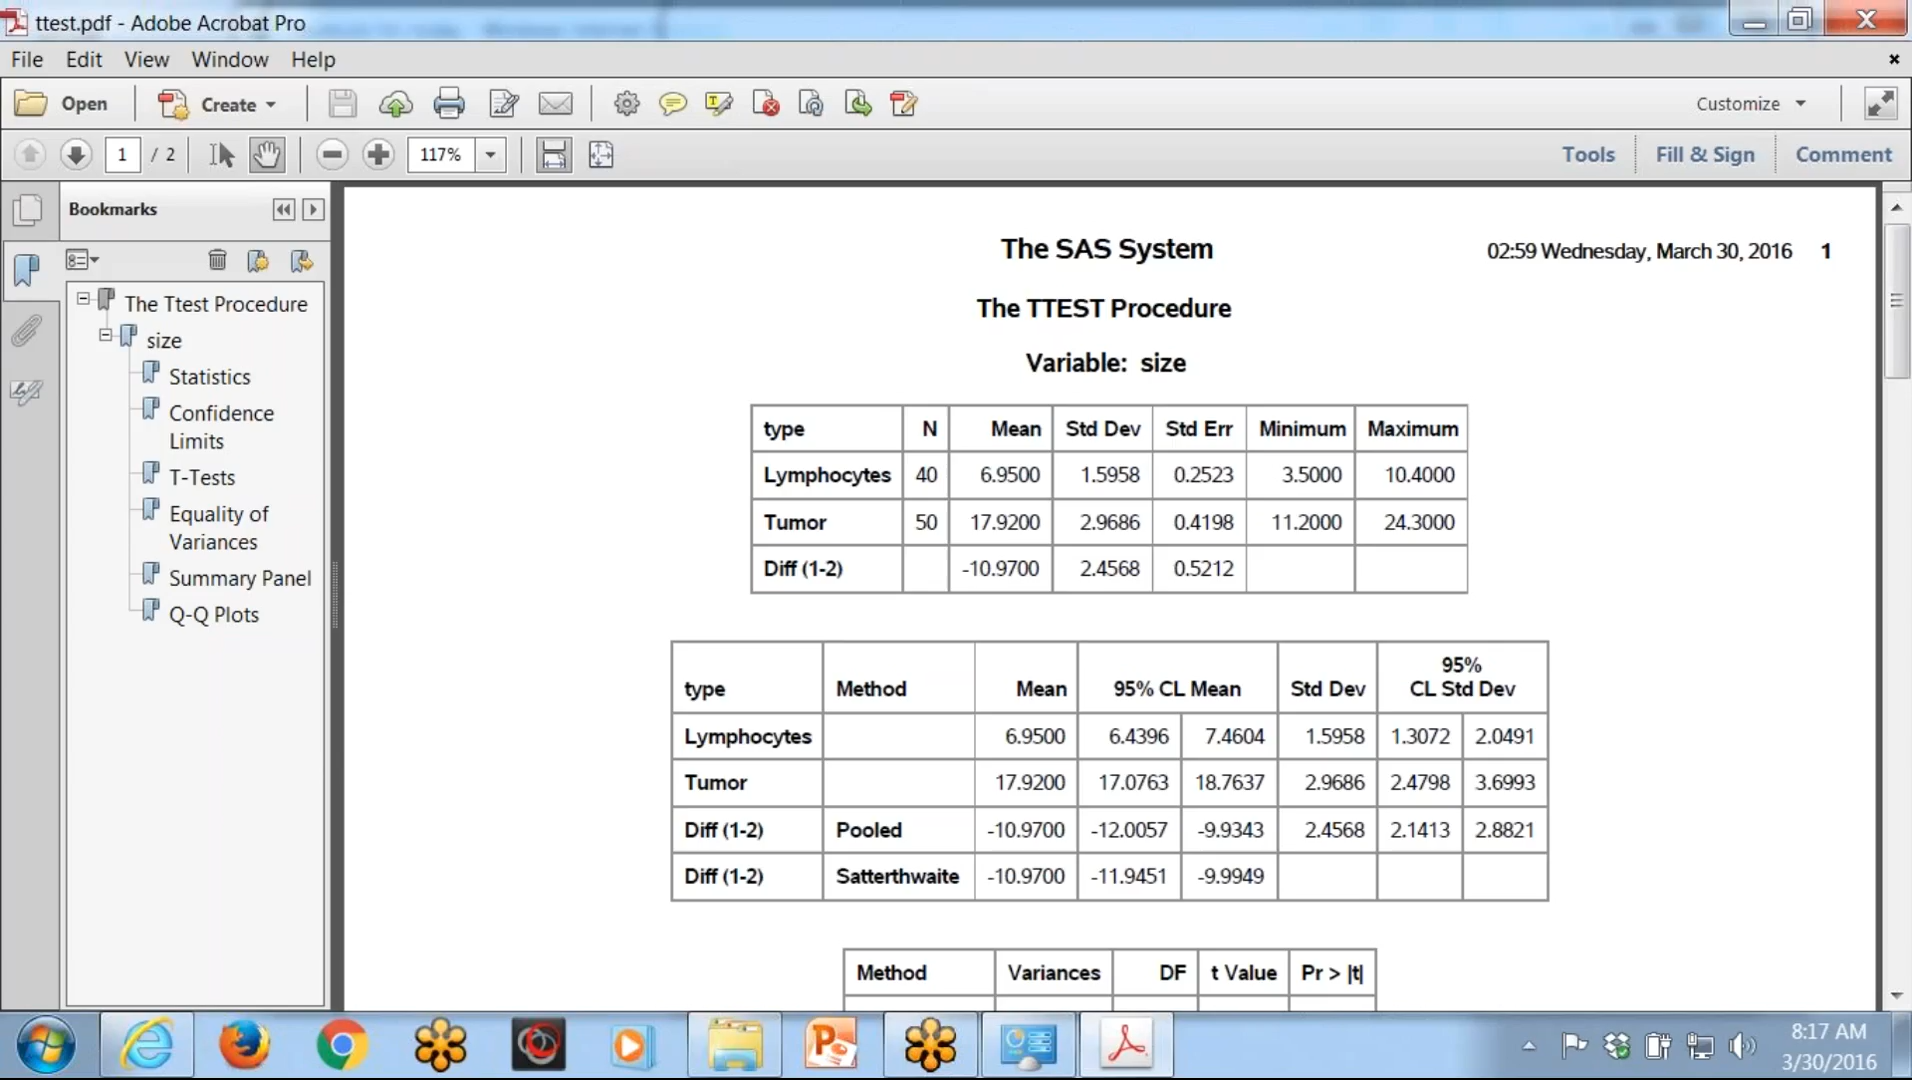 ttest.pdf - Adobe Acrobat Pro
File Edit View Window Help
Open Create Customize
1 / 2 117% Tools Fill & Sign Comment
Bookmarks
The Ttest Procedure
size
Statistics
Confidence
Limits
T-Tests
Equality of
Variances
Summary Panel
Q-Q Plots
The SAS System 02:59 Wednesday, March 30, 2016 1
The TTEST Procedure
Variable: size
type N Mean Std Dev Std Err Minimum Maximum
Lymphocytes 40 6.9500 1.5958 0.2523 3.5000 10.4000
Tumor 50 17.9200 2.9686 0.4198 11.2000 24.3000
Diff (1-2) -10.9700 2.4568 0.5212
95%
type Method Mean 95% CL Mean Std Dev CL Std Dev
Lymphocytes 6.9500 6.4396 7.4604 1.5958 1.3072 2.0491
Tumor 17.9200 17.0763 18.7637 2.9686 2.4798 3.6993
Diff (1-2) Pooled -10.9700 -12.0057 -9.9343 2.4568 2.1413 2.8821
Diff (1-2) Satterthwaite -10.9700 -11.9451 -9.9949
Method Variances DF t Value Pr > |t|
8:17 AM
3/30/2016